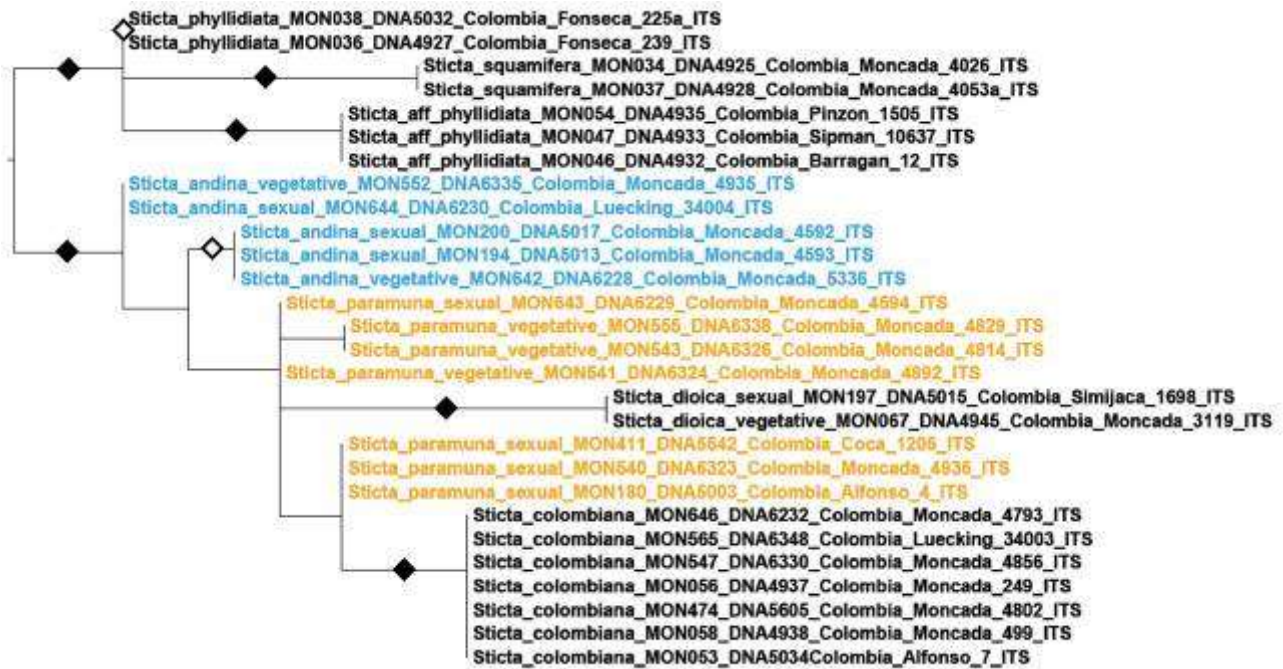 Sticta_phyllidiata_MON038_DNA5032_Colombia_Fonseca_225a_ITS
Sticta_phyllidiata_MON036_DNA4927_Colombia_Fonseca_239_ITS
Sticta_squamifera_MON034_DNA4925_Colombia_Moncada_4026_ITS
Sticta_squamifera_MON037_DNA4928_Colombia_Moncada_4053a_ITS
Sticta_aff_phyllidiata_MON054_DNA4935_Colombia_Pinzon_1505_ITS
Sticta_aff_phyllidiata_MON047_DNA4933_Colombia_Sipman_10637_ITS
Sticta_aff_phyllidiata_MON046_DNA4932_Colombia_Barragan_12_ITS
Sticta_andina_vegetative_MON552_DNA6335_Colombia_Moncada_4935_ITS
Sticta_andina_sexual_MON644_DNA6230_Colombia_Luecking_34004_ITS
Sticta_andina_sexual_MON200_DNA5017_Colombia_Moncada_4592_ITS
Sticta_andina_sexual_MON194_DNA5013_Colombia_Moncada_4593_ITS
Sticta_andina_vegetative_MON642_DNA6228_Colombia_Moncada_5336_ITS
Sticta_paramuna_sexual_MON643_DNA6229_Colombia_Moncada_4594_ITS
Sticta_paramuna_vegetative_MON555_DNA6338_Colombia_Moncada_4829_ITS
Sticta_paramuna_vegetative_MON543_DNA6326_Colombia_Moncada_4814_ITS
Sticta_paramuna_vegetative_MON541_DNA6324_Colombia_Moncada_4892_ITS
Sticta_dioica_sexual_MON197_DNA5015_Colombia_Simijaca_1698_ITS
Sticta_dioica_vegetative_MON067_DNA4945_Colombia_Moncada_3119_ITS
Sticta_paramuna_sexual_MON411_DNA5542_Colombia_Coca_1205_ITS
Sticta_paramuna_sexual_MON540_DNA6323_Colombia_Moncada_4936_ITS
Sticta_paramuna_sexual_MON180_DNA5003_Colombia_Alfonso_4_ITS
Sticta_colombiana_MON646_DNA6232_Colombia_Moncada_4793_ITS
Sticta_colombiana_MON565_DNA6348_Colombia_Luecking_34003_ITS
Sticta_colombiana_MON547_DNA6330_Colombia_Moncada_4856_ITS
Sticta_colombiana_MON056_DNA4937_Colombia_Moncada_249_ITS
Sticta_colombiana_MON474_DNA5605_Colombia_Moncada_4802_ITS
Sticta_colombiana_MON058_DNA4938_Colombia_Moncada_499_ITS
Sticta_colombiana_MON053_DNA5034Colombia_Alfonso_7_ITS